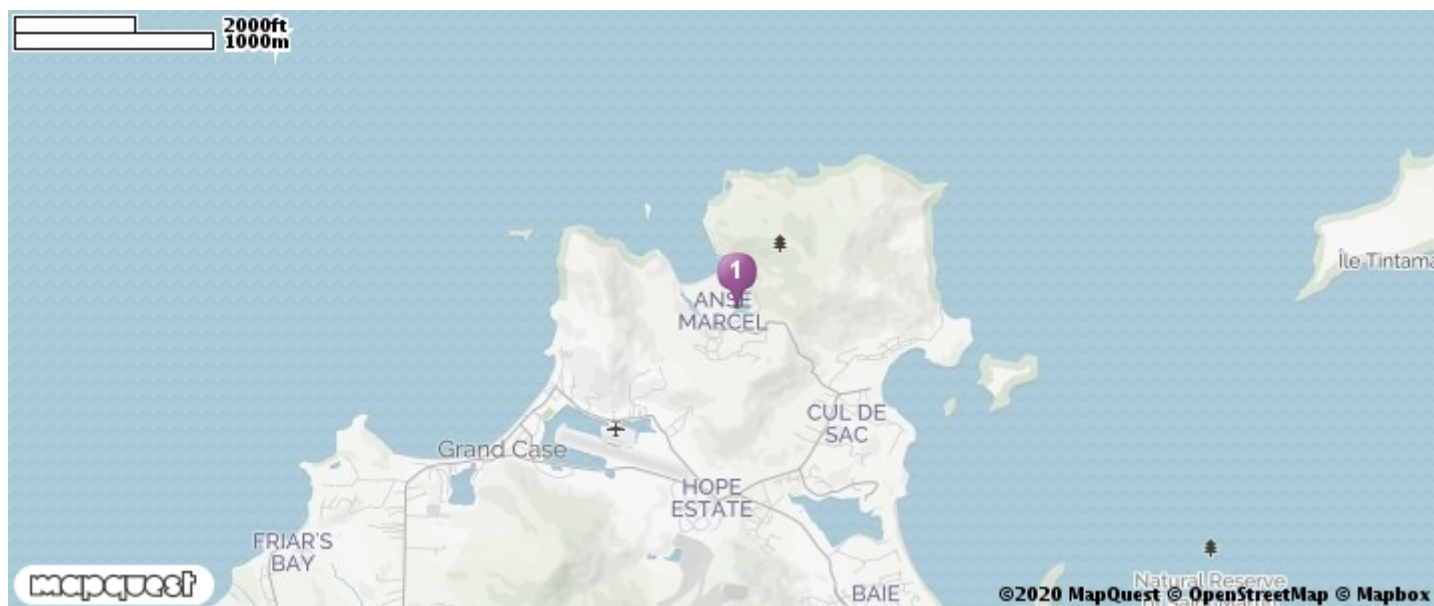 2000ft
1000m
1
ANSE
MARCEL
Île Tintama
CUL DE
SAC
Grand Case
HOPE
ESTATE
FRIAR'S
BAY
mapquest
BAIE
Natural Reserve
©2020 MapQuest © OpenStreetMap © Mapbox